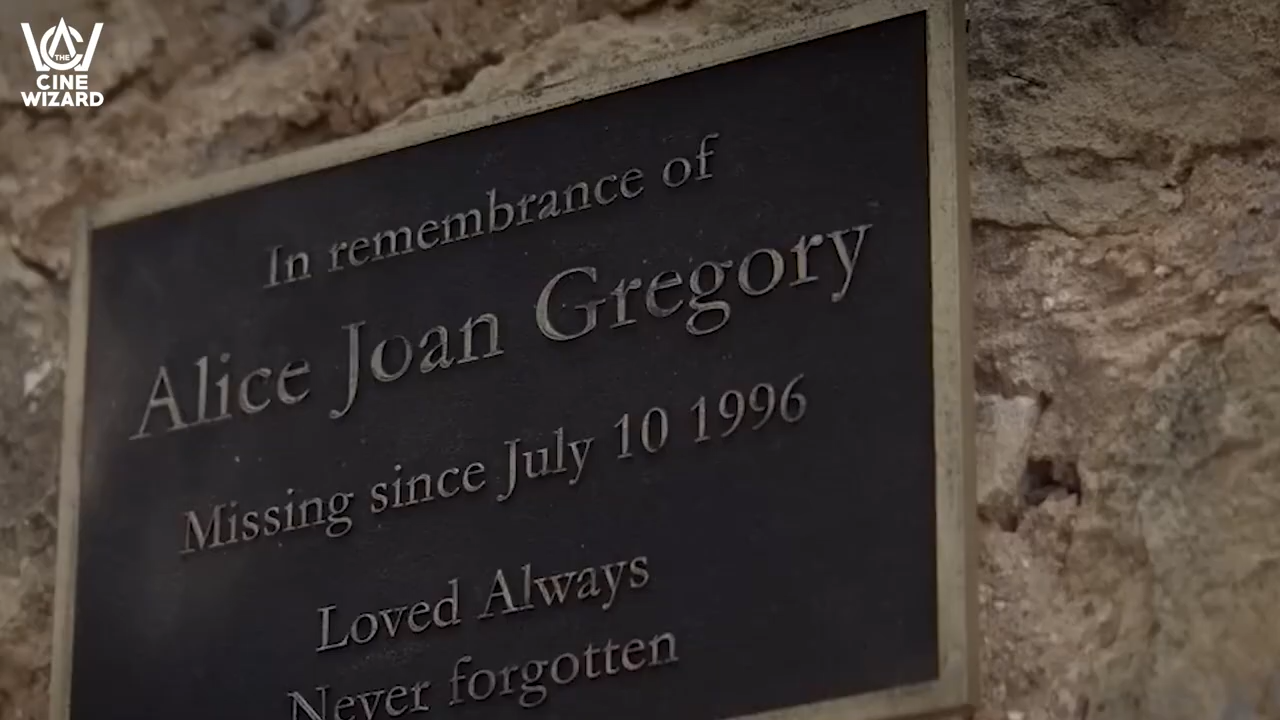 THE
CINE
WIZARD
In remembrance of
Alice Joan Gregory
Missing since July 10 1996
Loved Always
Never forgotten